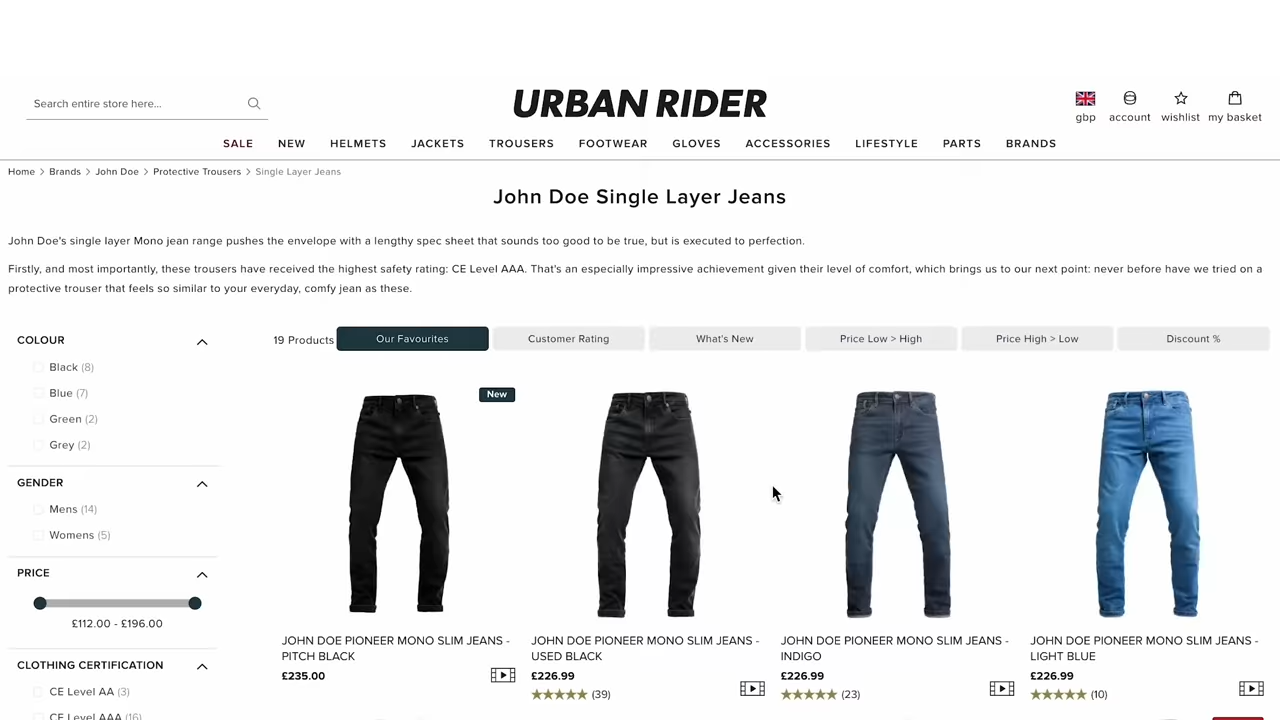 Search entire store here...
URBAN RIDER
gbp
account
wishlist
my basket
SALE
NEW
HELMETS
JACKETS
TROUSERS
FOOTWEAR
GLOVES
ACCESSORIES
LIFESTYLE
PARTS
BRANDS
Home > Brands > John Doe > Protective Trousers > Single Layer Jeans
John Doe Single Layer Jeans
John Doe's single layer Mono jean range pushes the envelope with a lengthy spec sheet that sounds too good to be true, but is executed to perfection.
Firstly, and most importantly, these trousers have received the highest safety rating: CE Level AAA. That's an especially impressive achievement given their level of comfort, which brings us to our next point: never before have we tried on a
protective trouser that feels so similar to your everyday, comfy jean as these.
COLOUR
Black (8)
Blue (7)
Green (2)
Grey (2)
GENDER
Mens (14)
Womens (5)
PRICE
£112.00 - £196.00
CLOTHING CERTIFICATION
CE Level AA (3)
CE Level AAA (16)
19 Products
Our Favourites
Customer Rating
What's New
Price Low > High
Price High > Low
Discount %
New
JOHN DOE PIONEER MONO SLIM JEANS -
PITCH BLACK
£235.00
JOHN DOE PIONEER MONO SLIM JEANS -
USED BLACK
£226.99
(39)
JOHN DOE PIONEER MONO SLIM JEANS -
INDIGO
£226.99
(23)
JOHN DOE PIONEER MONO SLIM JEANS -
LIGHT BLUE
£226.99
(10)